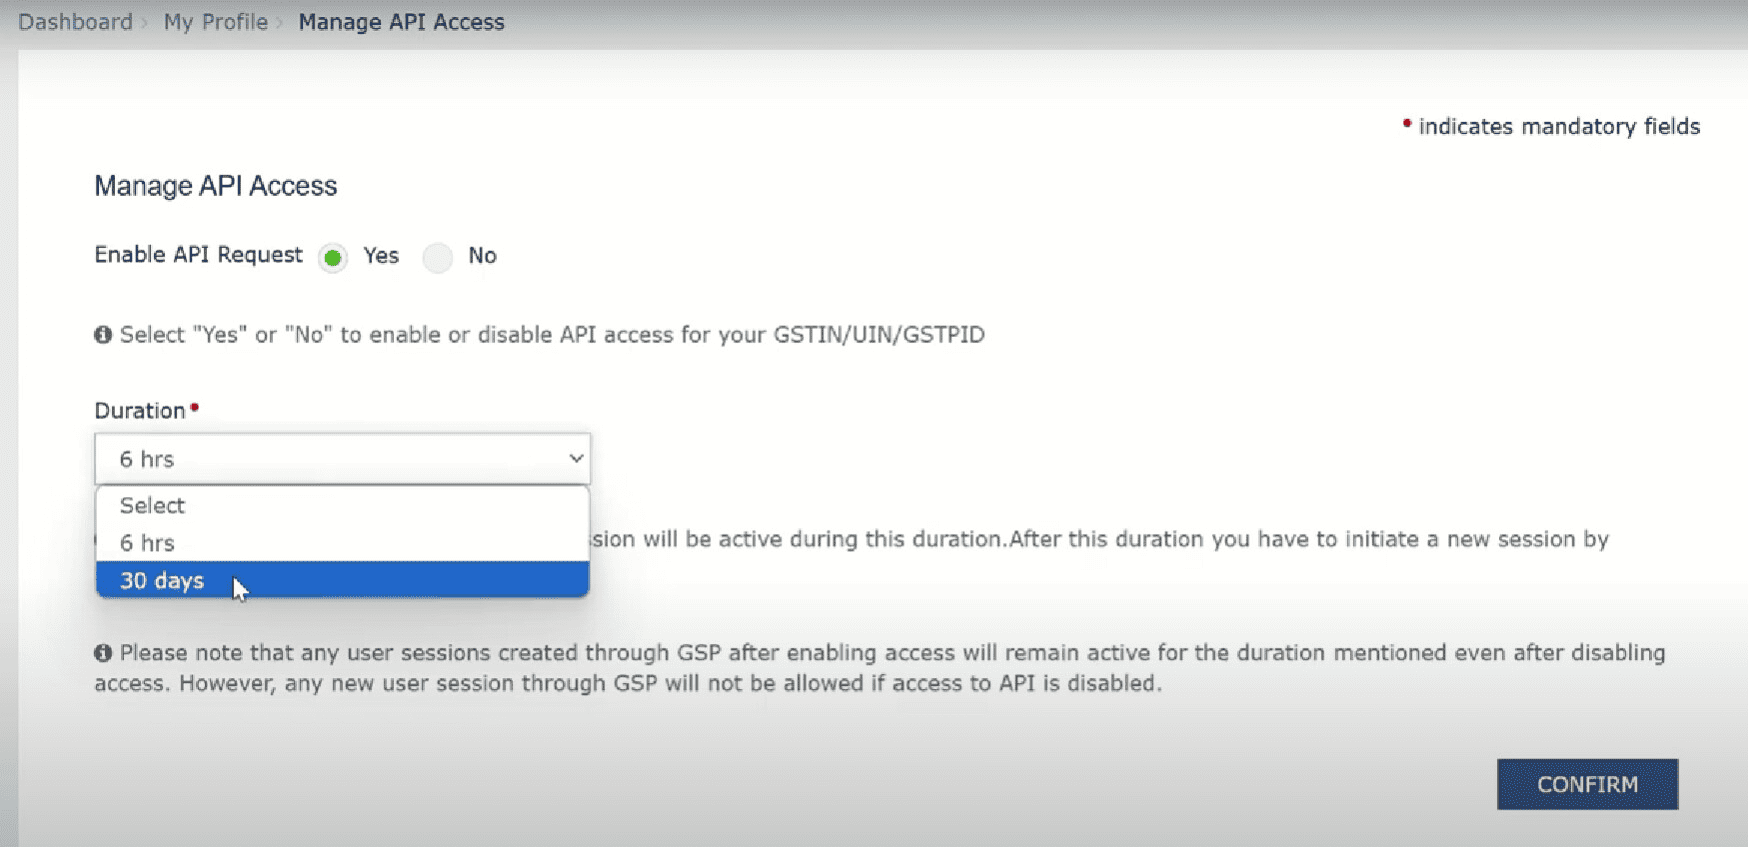 Dashboard › My Profile › Manage API Access
• indicates mandatory fields
Manage API Access
Enable API Request Yes No
Select "Yes" or "No" to enable or disable API access for your GSTIN/UIN/GSTPID
Duration•
6 hrs
Select
6 hrs
sion will be active during this duration.After this duration you have to initiate a new session by
30 days
Please note that any user sessions created through GSP after enabling access will remain active for the duration mentioned even after disabling
access. However, any new user session through GSP will not be allowed if access to API is disabled.
CONFIRM